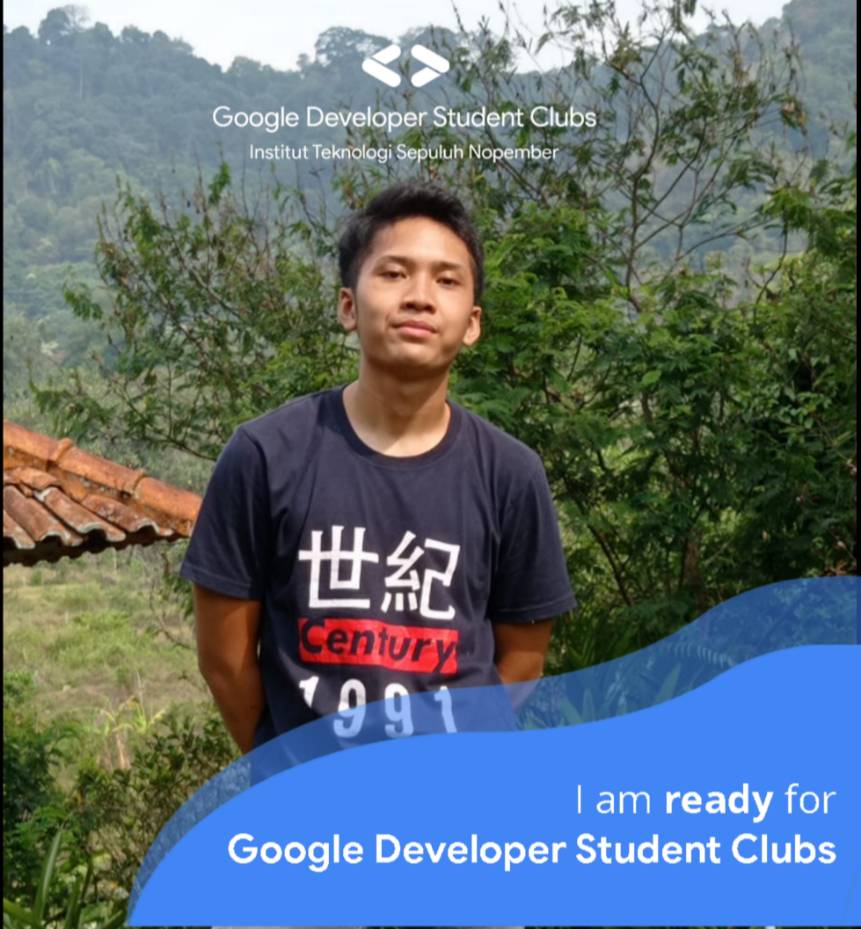 Google Developer Student Clubs
Institut Teknologi Sepuluh Nopember
世紀
Century
1991
I am ready for
Google Developer Student Clubs